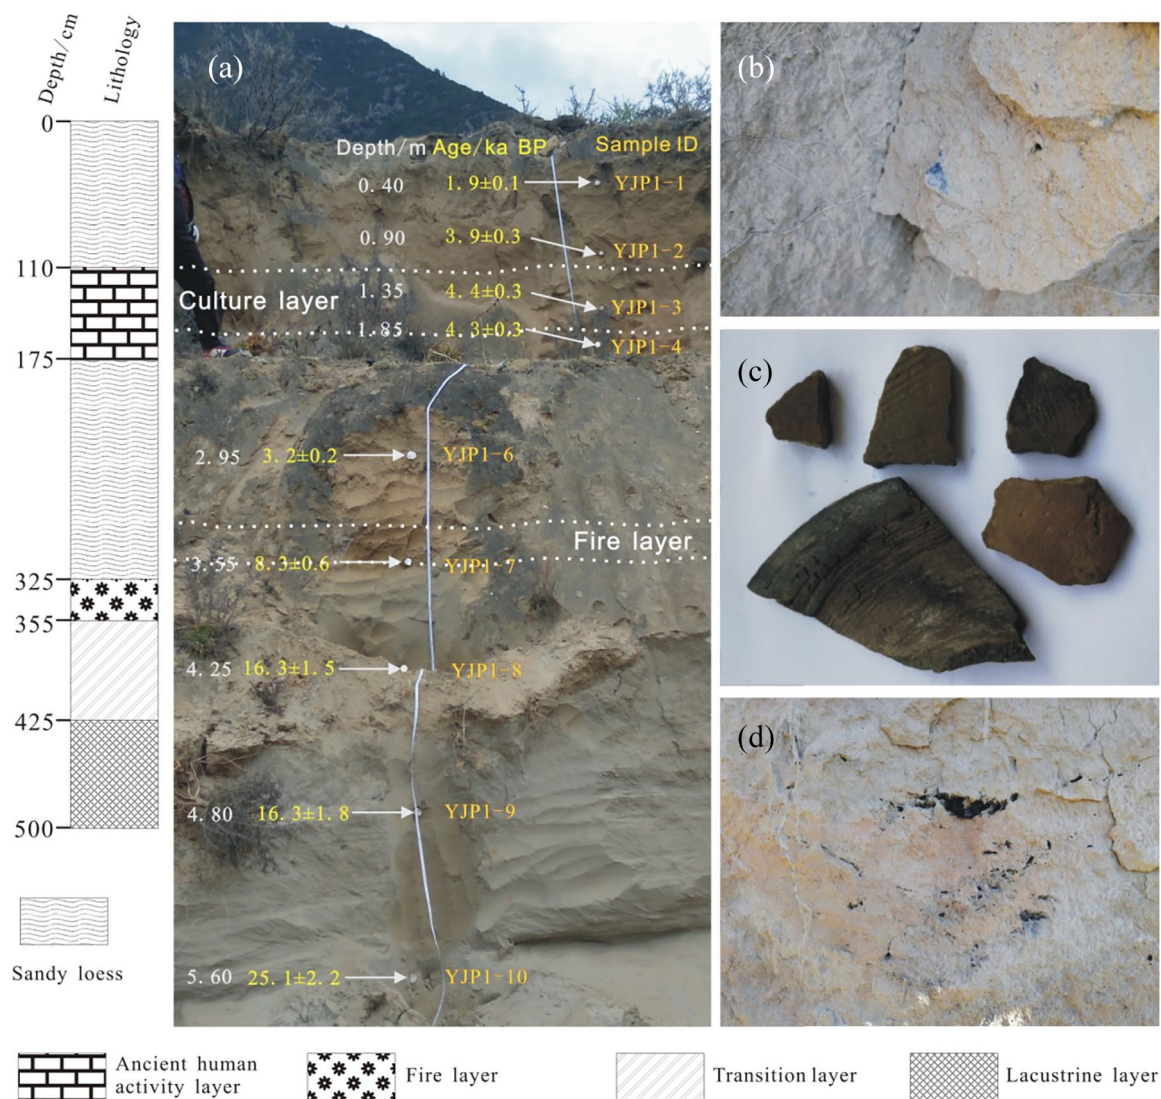 Depth/cm
Lithology
0
110
175
325
355
425
500
Sandy loess
(a)
Depth/m Age/ka BP Sample ID
0.40 1.9±0.1 YJP1-1
0.90 3.9±0.3 YJP1-2
Culture layer
1.35 4.4±0.3 YJP1-3
1.85 4.3±0.3 YJP1-4
2.95 3.2±0.2 YJP1-6
Fire layer
3.55 8.3±0.6 YJP1-7
4.25 16.3±1.5 YJP1-8
4.80 16.3±1.8 YJP1-9
5.60 25.1±2.2 YJP1-10
(b)
(c)
(d)
Ancient human
activity layer
Fire layer
Transition layer
Lacustrine layer